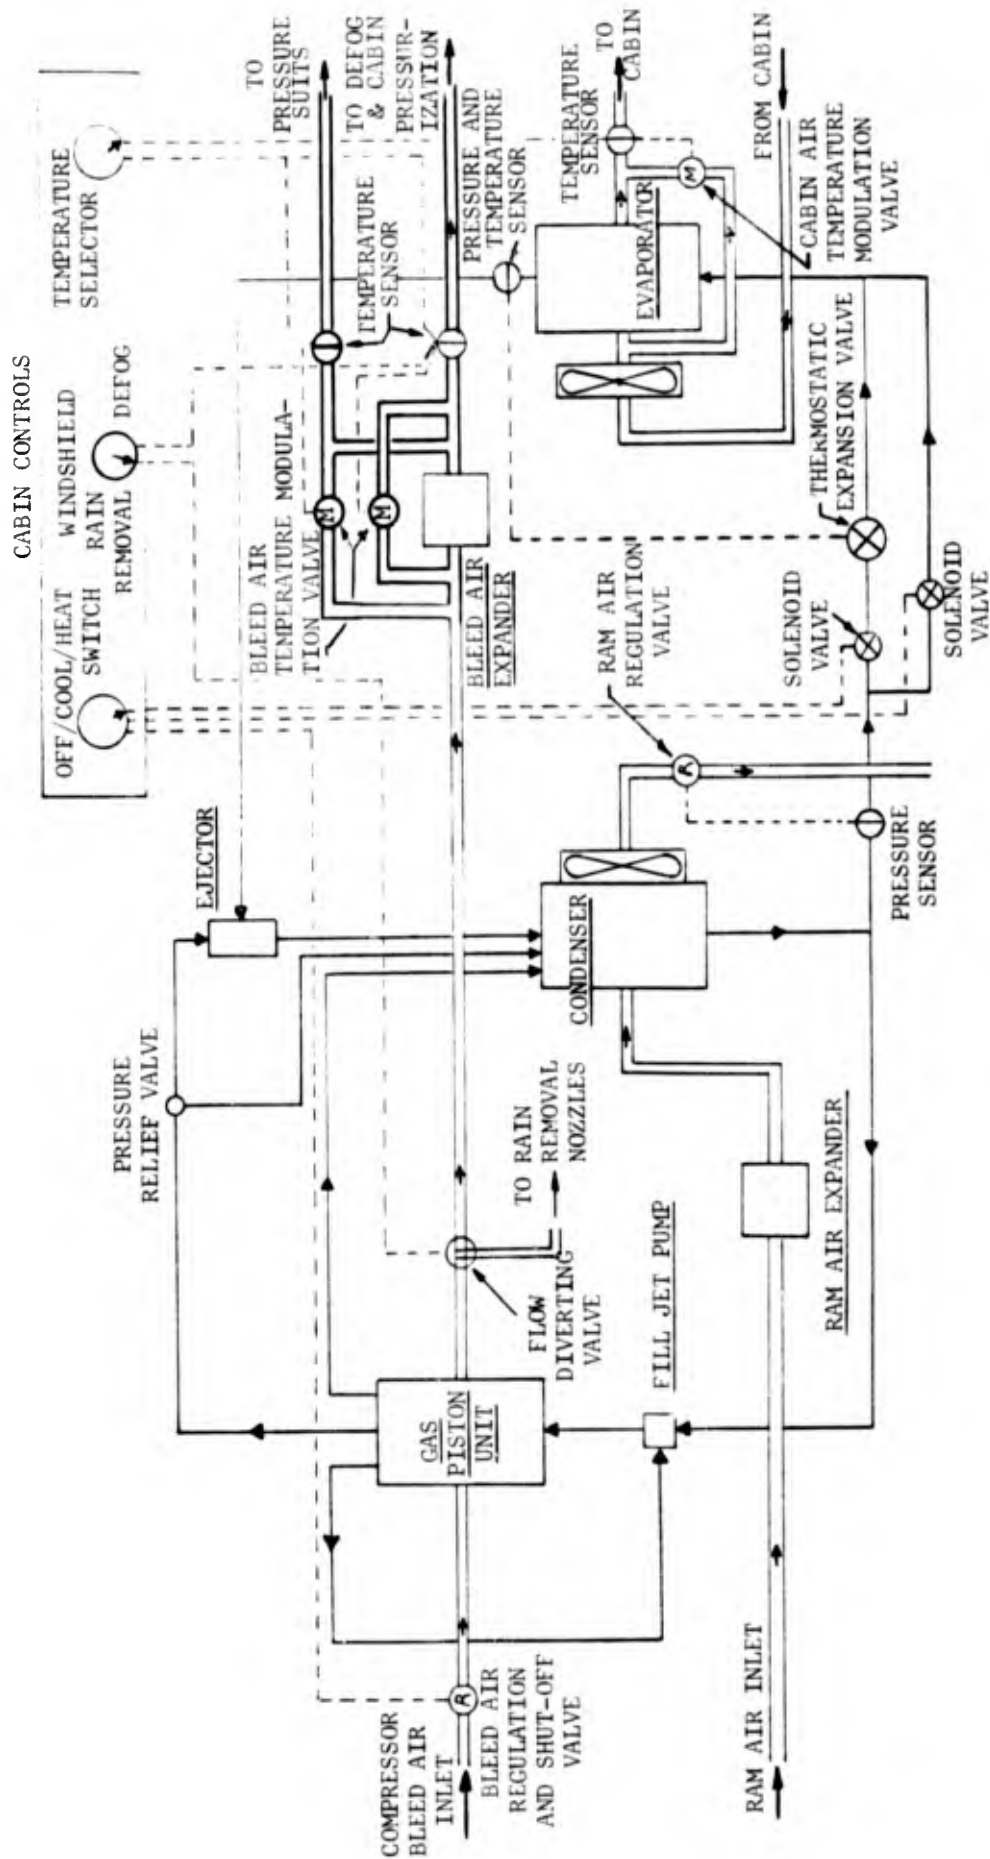 CABIN CONTROLS
OFF/COOL/HEAT
SWITCH
WINDSHIELD
RAIN
REMOVAL
DEFOG
TEMPERATURE
SELECTOR
EJECTOR
PRESSURE
RELIEF VALVE
BLEED AIR
TEMPERATURE MODULA-
TION VALVE
TEMPERATURE
SENSOR
TO
PRESSURE
SUITS
TO DEFOG
& CABIN
PRESSUR-
IZATION
COMPRESSOR
BLEED AIR
INLET
R
BLEED AIR
REGULATION
AND SHUT-OFF
VALVE
GAS
PISTON
UNIT
FLOW
DIVERTING
VALVE
TO RAIN
REMOVAL
NOZZLES
M
M
BLEED AIR
EXPANDER
PRESSURE AND
TEMPERATURE
SENSOR
CONDENSER
RAM AIR
REGULATION
VALVE
R
EVAPORATOR
TEMPERATURE
SENSOR
TO
CABIN
M
FROM CABIN
CABIN AIR
TEMPERATURE
MODULATION
VALVE
FILL JET PUMP
RAM AIR INLET
RAM AIR EXPANDER
PRESSURE
SENSOR
SOLENOID
VALVE
THERMOSTATIC
EXPANSION VALVE
SOLENOID
VALVE